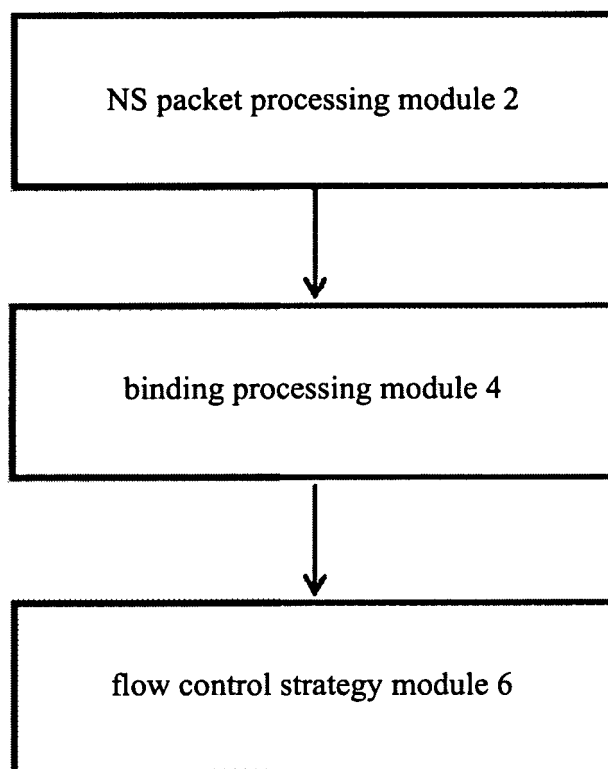 NS packet processing module 2
binding processing module 4
flow control strategy module 6